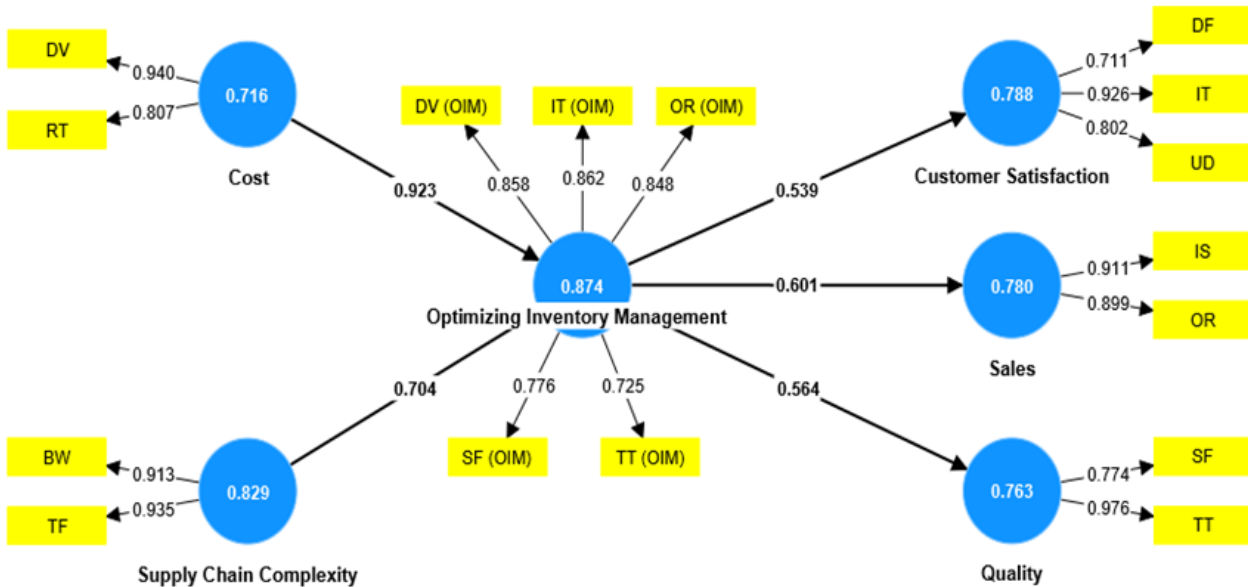 DV
0.940
0.807
RT
0.716
Cost
0.923
DV (OIM)
IT (OIM)
OR (OIM)
0.858
0.862
0.848
0.874
Optimizing Inventory Management
0.776
0.725
SF (OIM)
TT (OIM)
BW
0.913
0.935
TF
0.829
Supply Chain Complexity
0.704
0.539
0.601
0.564
0.788
Customer Satisfaction
0.711
0.926
0.802
DF
IT
UD
0.780
Sales
0.911
0.899
IS
OR
0.763
Quality
0.774
0.976
SF
TT